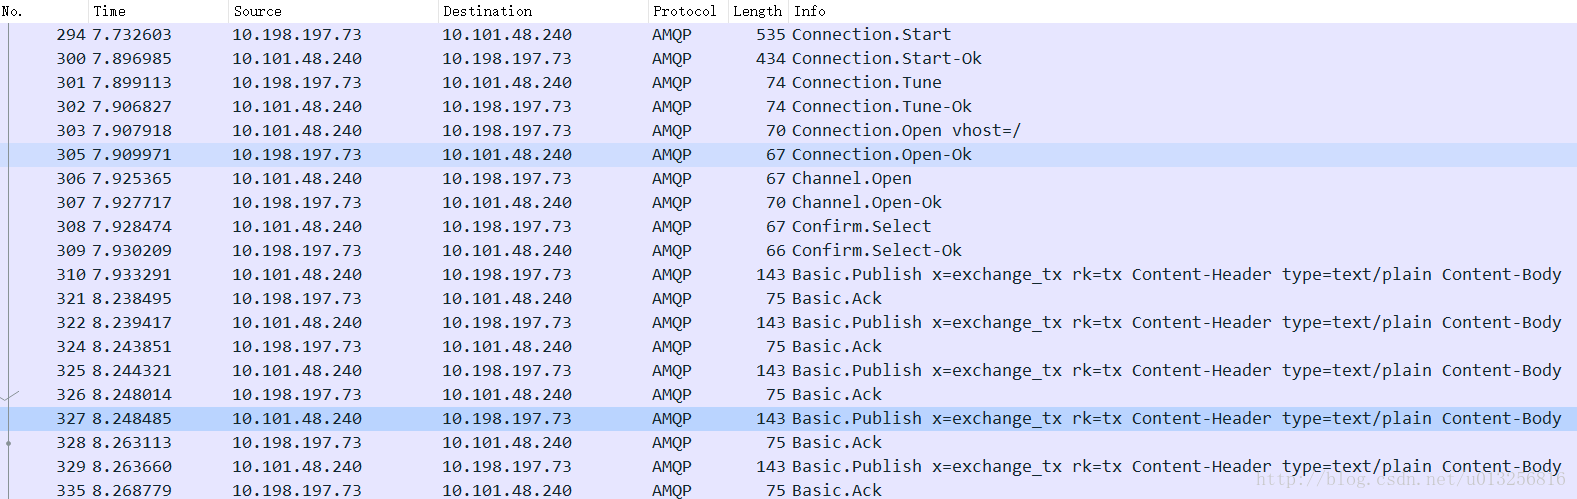 No. Time Source Destination Protocol Length Info
294 7.732603 10.198.197.73 10.101.48.240 AMQP 535 Connection.Start
300 7.896985 10.101.48.240 10.198.197.73 AMQP 434 Connection.Start-Ok
301 7.899113 10.198.197.73 10.101.48.240 AMQP 74 Connection.Tune
302 7.906827 10.101.48.240 10.198.197.73 AMQP 74 Connection.Tune-Ok
303 7.907918 10.101.48.240 10.198.197.73 AMQP 70 Connection.Open vhost=/
305 7.909971 10.198.197.73 10.101.48.240 AMQP 67 Connection.Open-Ok
306 7.925365 10.101.48.240 10.198.197.73 AMQP 67 Channel.Open
307 7.927717 10.198.197.73 10.101.48.240 AMQP 70 Channel.Open-Ok
308 7.928474 10.101.48.240 10.198.197.73 AMQP 67 Confirm.Select
309 7.930209 10.198.197.73 10.101.48.240 AMQP 66 Confirm.Select-Ok
310 7.933291 10.101.48.240 10.198.197.73 AMQP 143 Basic.Publish x=exchange_tx rk=tx Content-Header type=text/plain Content-Body
321 8.238495 10.198.197.73 10.101.48.240 AMQP 75 Basic.Ack
322 8.239417 10.101.48.240 10.198.197.73 AMQP 143 Basic.Publish x=exchange_tx rk=tx Content-Header type=text/plain Content-Body
324 8.243851 10.198.197.73 10.101.48.240 AMQP 75 Basic.Ack
325 8.244321 10.101.48.240 10.198.197.73 AMQP 143 Basic.Publish x=exchange_tx rk=tx Content-Header type=text/plain Content-Body
326 8.248014 10.198.197.73 10.101.48.240 AMQP 75 Basic.Ack
327 8.248485 10.101.48.240 10.198.197.73 AMQP 143 Basic.Publish x=exchange_tx rk=tx Content-Header type=text/plain Content-Body
328 8.263113 10.198.197.73 10.101.48.240 AMQP 75 Basic.Ack
329 8.263660 10.101.48.240 10.198.197.73 AMQP 143 Basic.Publish x=exchange_tx rk=tx Content-Header type=text/plain Content-Body
335 8.268779 10.198.197.73 10.101.48.240 AMQP 75 Basic.Ack
http://blog.csdn.net/u013256816